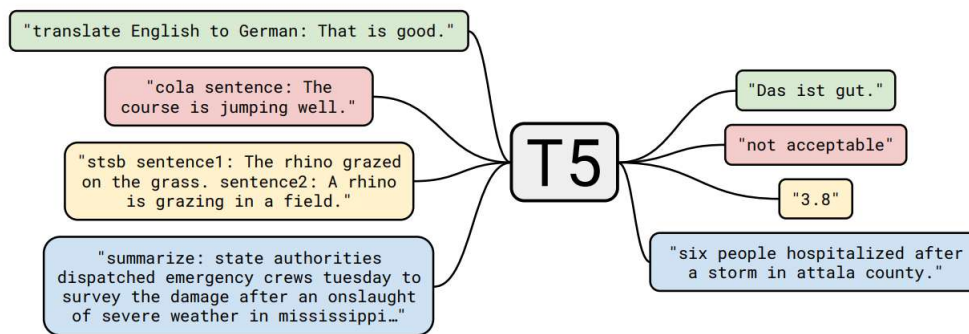 "translate English to German: That is good."
"cola sentence: The
course is jumping well."
"stsb sentence1: The rhino grazed
on the grass. sentence2: A rhino
is grazing in a field."
"summarize: state authorities
dispatched emergency crews tuesday to
survey the damage after an onslaught
of severe weather in mississippi…"
T5
"Das ist gut."
"not acceptable"
"3.8"
"six people hospitalized after
a storm in attala county."